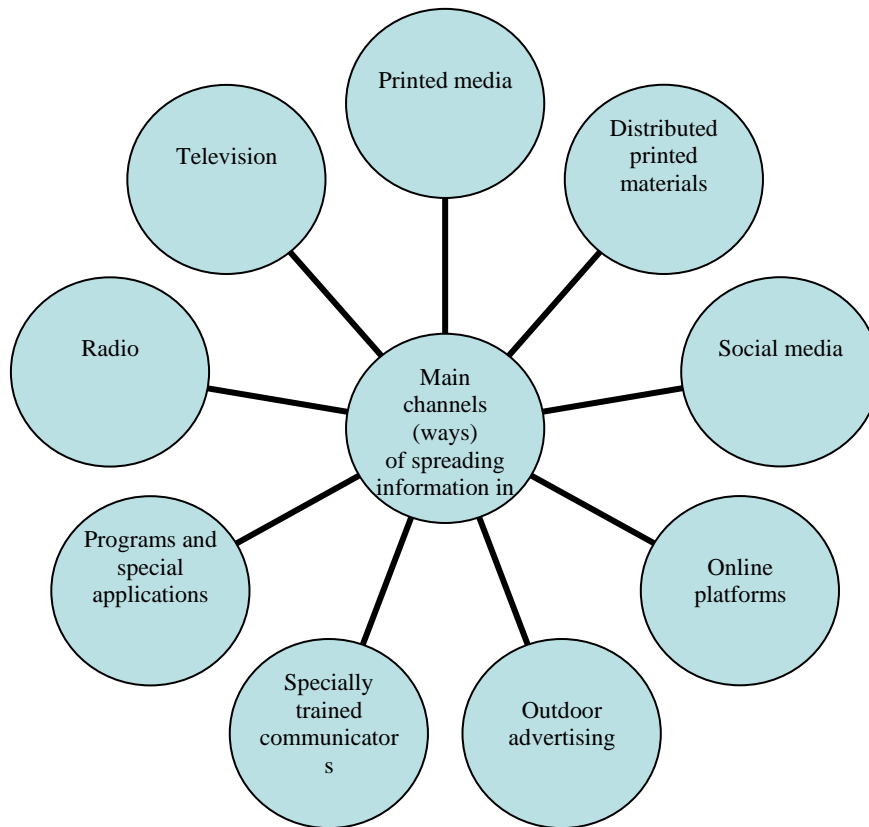 Printed media
Distributed
printed
materials
Television
Radio
Social media
Main
channels
(ways)
of spreading
information in
Programs and
special
applications
Online
platforms
Specially
trained
communicator
s
Outdoor
advertising